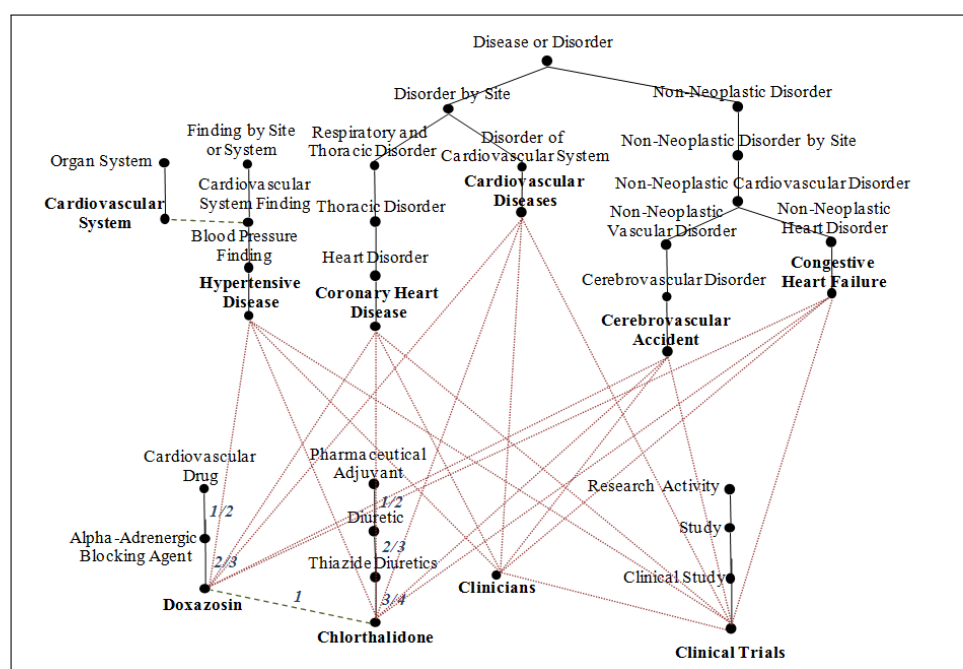 Disease or Disorder
Disorder by Site
Non-Neoplastic Disorder
Finding by Site
or System
Respiratory and
Thoracic Disorder
Disorder of
Cardiovascular System
Non-Neoplastic Disorder by Site
Organ System
Cardiovascular
Diseases
Cardiovascular
System Finding
Non-Neoplastic Cardiovascular Disorder
Cardiovascular
System
Thoracic Disorder
Non-Neoplastic
Vascular Disorder
Non-Neoplastic
Heart Disorder
Blood Pressure
Finding
Heart Disorder
Cerebrovascular Disorder
Congestive
Heart Failure
Hypertensive
Disease
Coronary Heart
Disease
Cerebrovascular
Accident
Cardiovascular
Drug
Pharmaceutical
Adjuvant
Research Activity
1/2
1/2
Diuretic
Study
Alpha-Adrenergic
Blocking Agent
2/3
2/3
Thiazide Diuretics
Clinical Study
Doxazosin
1
3/4
Clinicians
Chlorthalidone
Clinical Trials